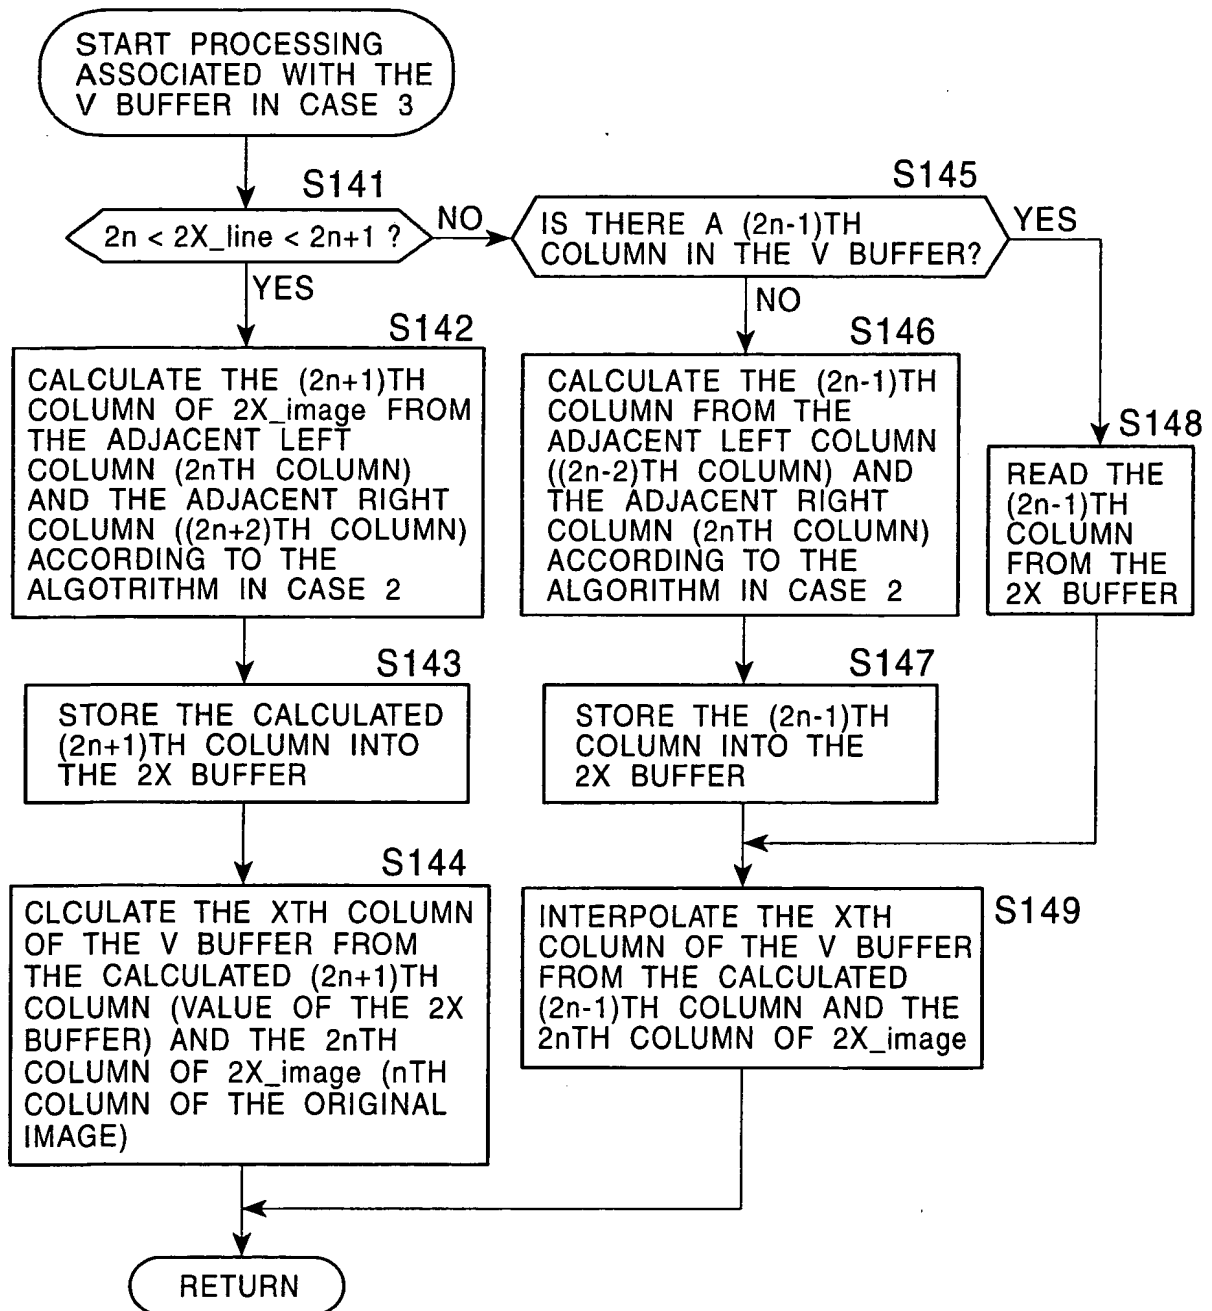 START PROCESSING
ASSOCIATED WITH THE
V BUFFER IN CASE 3
S141
2n < 2X_line < 2n+1 ?
NO
YES
S145
IS THERE A (2n-1)TH
COLUMN IN THE V BUFFER?
YES
NO
S142
CALCULATE THE (2n+1)TH
COLUMN OF 2X_image FROM
THE ADJACENT LEFT
COLUMN (2nTH COLUMN)
AND THE ADJACENT RIGHT
COLUMN ((2n+2)TH COLUMN)
ACCORDING TO THE
ALGOTRITHM IN CASE 2
S146
CALCULATE THE (2n-1)TH
COLUMN FROM THE
ADJACENT LEFT COLUMN
((2n-2)TH COLUMN) AND
THE ADJACENT RIGHT
COLUMN (2nTH COLUMN)
ACCORDING TO THE
ALGORITHM IN CASE 2
S148
READ THE
(2n-1)TH
COLUMN
FROM THE
2X BUFFER
S143
STORE THE CALCULATED
(2n+1)TH COLUMN INTO
THE 2X BUFFER
S147
STORE THE (2n-1)TH
COLUMN INTO THE
2X BUFFER
S144
CLCULATE THE XTH COLUMN
OF THE V BUFFER FROM
THE CALCULATED (2n+1)TH
COLUMN (VALUE OF THE 2X
BUFFER) AND THE 2nTH
COLUMN OF 2X_image (nTH
COLUMN OF THE ORIGINAL
IMAGE)
S149
INTERPOLATE THE XTH
COLUMN OF THE V BUFFER
FROM THE CALCULATED
(2n-1)TH COLUMN AND THE
2nTH COLUMN OF 2X_image
RETURN